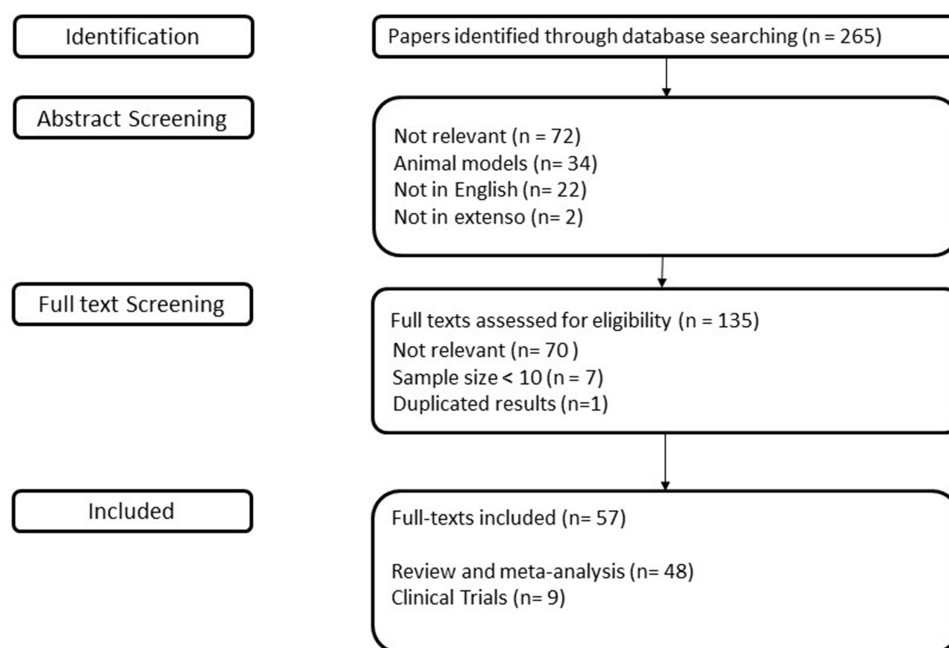 Identification
Papers identified through database searching (n = 265)
Abstract Screening
Not relevant (n = 72)
Animal models (n= 34)
Not in English (n= 22)
Not in extenso (n= 2)
Full text Screening
Full texts assessed for eligibility (n = 135)
Not relevant (n= 70 )
Sample size < 10 (n = 7)
Duplicated results (n=1)
Included
Full-texts included (n= 57)
Review and meta-analysis (n= 48)
Clinical Trials (n= 9)